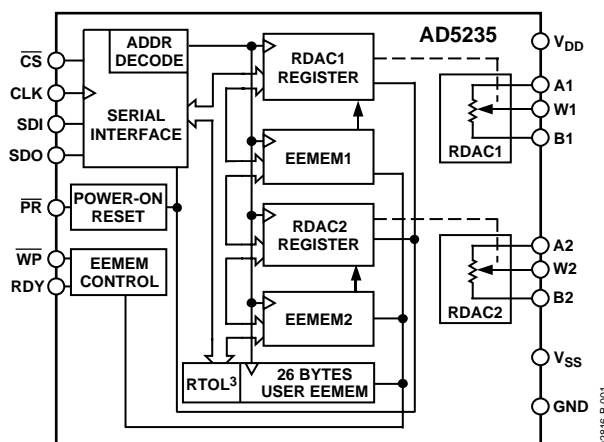 AD5235
CS
CLK
SDI
SDO
PR
WP
RDY
ADDR
DECODE
SERIAL
INTERFACE
POWER-ON
RESET
EEMEM
CONTROL
RDAC1
REGISTER
EEMEM1
RDAC2
REGISTER
EEMEM2
RTOL3
26 BYTES
USER EEMEM
RDAC1
RDAC2
VDD
A1
W1
B1
A2
W2
B2
VSS
GND